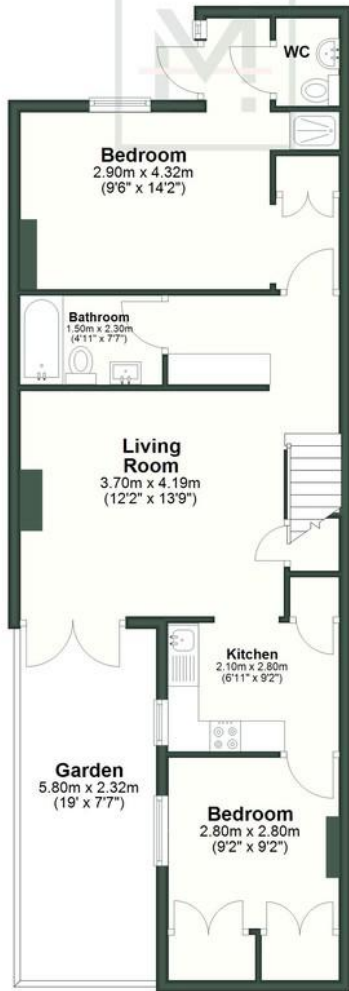 M.
WC
Bedroom
2.90m x 4.32m
(9'6" x 14'2")
Bathroom
1.50m x 2.30m
(4'11" x 7'7")
Living
Room
3.70m x 4.19m
(12'2" x 13'9")
Kitchen
2.10m x 2.80m
(6'11" x 9'2")
Garden
5.80m x 2.32m
(19' x 7'7")
Bedroom
2.80m x 2.80m
(9'2" x 9'2")